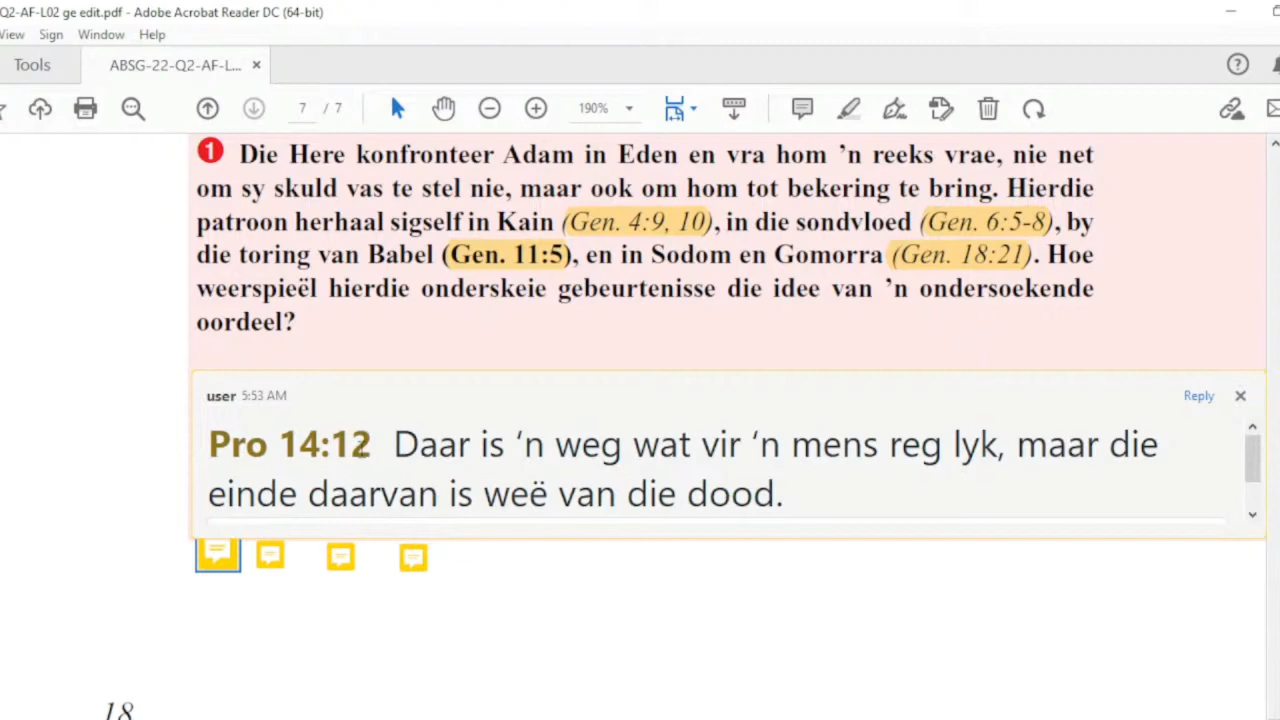 -Q2-AF-L02 ge edit.pdf - Adobe Acrobat Reader DC (64-bit)
View Sign Window Help
Tools ABSG-22-Q2-AF-L... ×
7 / 7 190%
1 Die Here konfronteer Adam in Eden en vra hom ’n reeks vrae, nie net
om sy skuld vas te stel nie, maar ook om hom tot bekering te bring. Hierdie
patroon herhaal sigself in Kain (Gen. 4:9, 10), in die sondvloed (Gen. 6:5-8), by
die toring van Babel (Gen. 11:5), en in Sodom en Gomorra (Gen. 18:21). Hoe
weerspieël hierdie onderskeie gebeurtenisse die idee van ’n ondersoekende
oordeel?
user 5:53 AM Reply
Pro 14:12 Daar is ‘n weg wat vir ‘n mens reg lyk, maar die
einde daarvan is weë van die dood.
18